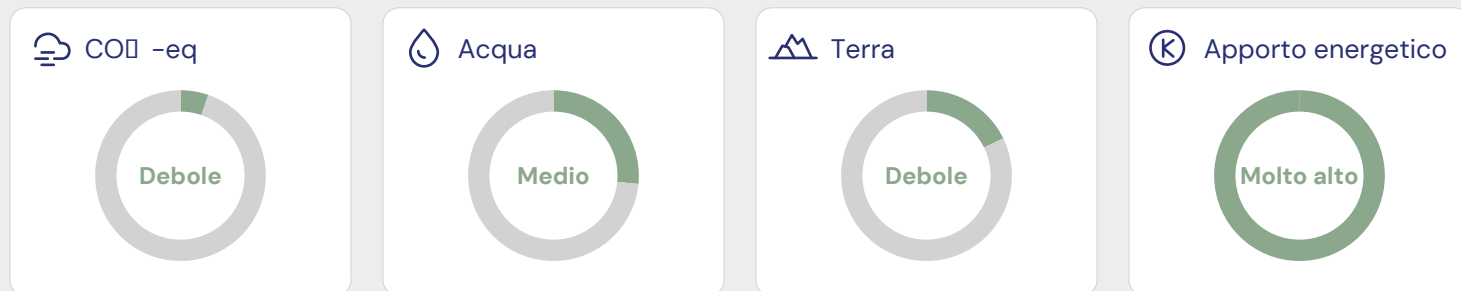 CO▯ -eq
Acqua
Terra
Apporto energetico
Debole
Medio
Debole
Molto alto